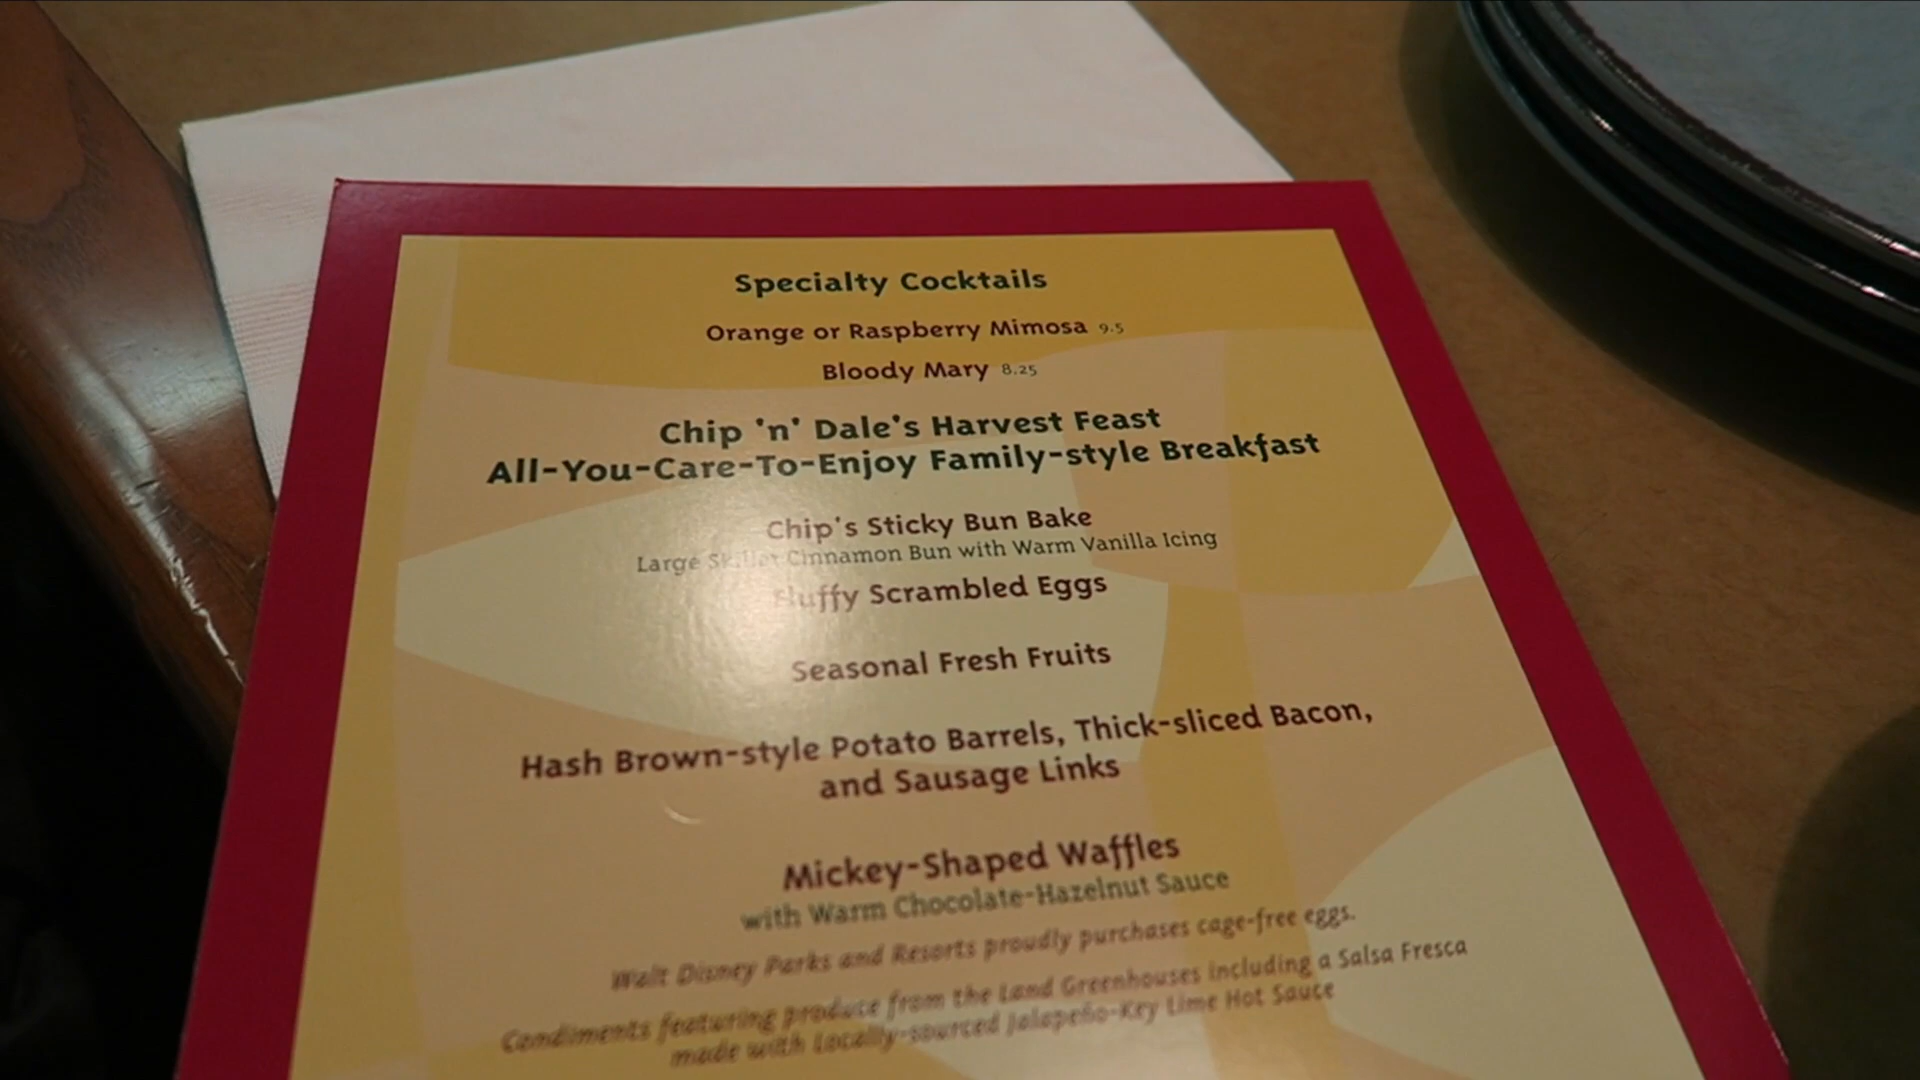 Specialty Cocktails
Orange or Raspberry Mimosa 9.5
Bloody Mary 8.25
Chip 'n' Dale's Harvest Feast
All-You-Care-To-Enjoy Family-style Breakfast
Chip's Sticky Bun Bake
Large Skillet Cinnamon Bun with Warm Vanilla Icing
Fluffy Scrambled Eggs
Seasonal Fresh Fruits
Hash Brown-style Potato Barrels, Thick-sliced Bacon,
and Sausage Links
Mickey-Shaped Waffles
with Warm Chocolate-Hazelnut Sauce
Walt Disney Parks and Resorts proudly purchases cage-free eggs.
Condiments featuring produce from the Land Greenhouses including a Salsa Fresca
made with Locally-sourced Jalapeño-Key Lime Hot Sauce